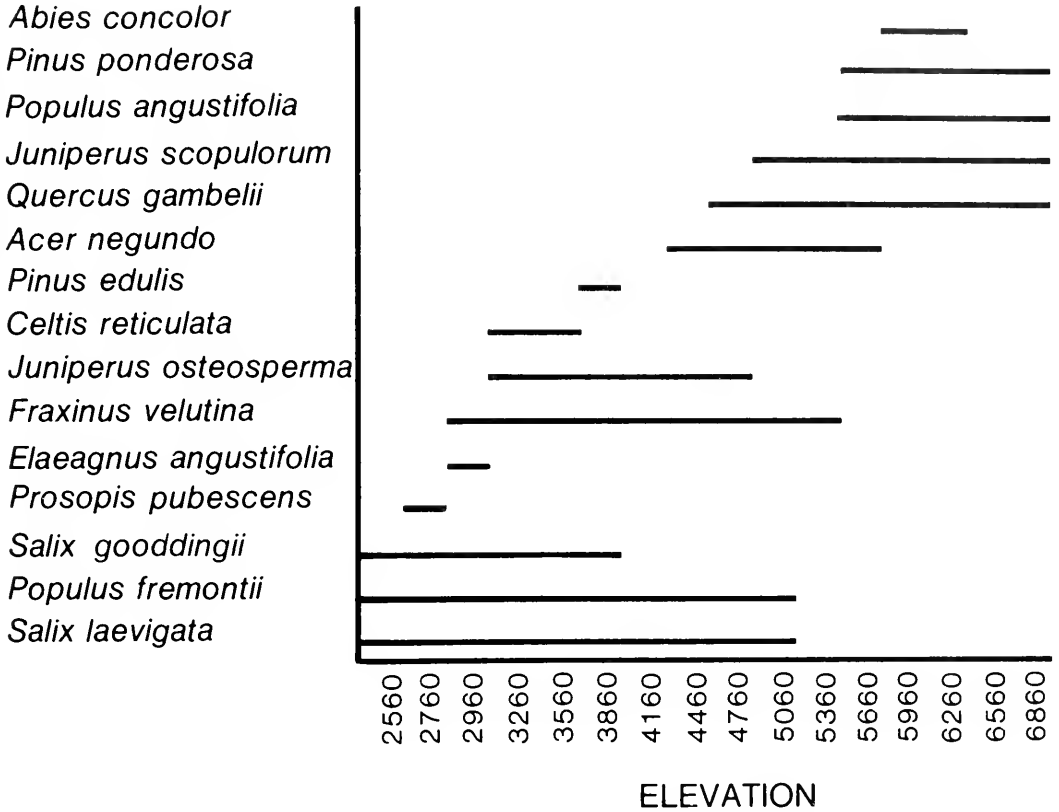 Abies concolor
Pinus ponderosa
Populus angustifolia
Juniperus scopulorum
Quercus gambelii
Acer negundo
Pinus edulis
Celtis reticulata
Juniperus osteosperma
Fraxinus velutina
Elaeagnus angustifolia
Prosopis pubescens
Salix gooddingii
Populus fremontii
Salix laevigata
2560 2760 2960 3260 3560 3860 4160 4460 4760 5060 5360 5660 5960 6260 6560 6860
ELEVATION